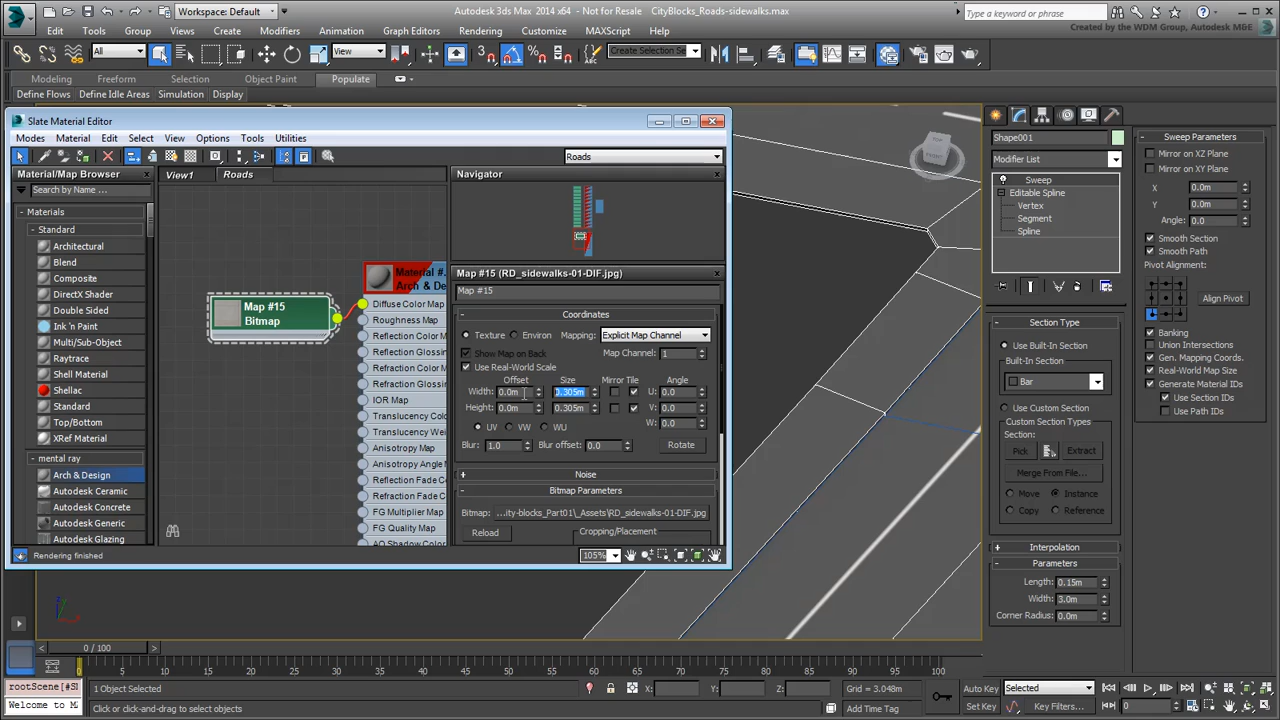 Workspace: Default
Autodesk 3ds Max 2014 x64 - Not for Resale CityBlocks_Roads-sidewalks.max
Type a keyword or phrase
Created by the WDM Group, Autodesk MGE
Edit Tools Group Views Create Modifiers Animation Graph Editors Rendering Customize MAXScript Help
All View Create Selection Se
Modeling Freeform Selection Object Paint Populate
Define Flows Define Idle Areas Simulation Display
Slate Material Editor
Modes Material Edit Select View Options Tools Utilities
Roads
Material/Map Browser
Search by Name ...
Materials
Standard
Architectural
Blend
Composite
DirectX Shader
Double Sided
Ink 'n Paint
Multi/Sub-Object
Raytrace
Shell Material
Shellac
Standard
Top/Bottom
XRef Material
mental ray
Arch & Design
Autodesk Ceramic
Autodesk Concrete
Autodesk Generic
Autodesk Glazing
Rendering finished
View1 Roads
Map #15
Bitmap
Material #...
Arch & De
Diffuse Color Map
Roughness Map
Reflection Color M
Reflection Glossin
Refraction Color M
Refraction Glossin
IOR Map
Translucency Colo
Translucency Wei
Anisotropy Map
Anisotropy Angle M
Reflection Fade C
Refraction Fade C
FG Multiplier Map
FG Quality Map
AO Shadow Color
Navigator
Map #15 (RD_sidewalks-01-DIF.jpg)
Map #15
Coordinates
Texture Environ Mapping: Explicit Map Channel
Show Map on Back Map Channel: 1
Use Real-World Scale
Offset Size Mirror Tile Angle
Width: 0.0m 0.305m U: 0.0
Height: 0.0m 0.305m V: 0.0
UV VW WU W: 0.0
Blur: 1.0 Blur offset: 0.0 Rotate
Noise
Bitmap Parameters
Bitmap: ...ity-blocks_Part01\_Assets\RD_sidewalks-01-DIF.jpg
Reload Cropping/Placement
105%
FRONT
Shape001
Modifier List
Sweep
Editable Spline
Vertex
Segment
Spline
Section Type
Use Built-In Section
Built-In Section
Bar
Use Custom Section
Custom Section Types
Section:
Pick Extract
Merge From File...
Move Instance
Copy Reference
Interpolation
Parameters
Length: 0.15m
Width: 3.0m
Corner Radius: 0.0m
Sweep Parameters
Mirror on XZ Plane
Mirror on XY Plane
X 0.0m
Y 0.0m
Angle: 0.0
Smooth Section
Smooth Path
Pivot Alignment:
Align Pivot
Banking
Union Intersections
Gen. Mapping Coords.
Real-World Map Size
Generate Material IDs
Use Section IDs
Use Path IDs
0 / 100
0 5 10 15 20 25 30 35 40 45 50 55 60 65 70 75 80 85 90 95 100
rootScene[#SM
Welcome to M
1 Object Selected
Click or click-and-drag to select objects
X: Y: Z: Grid = 3.048m
Add Time Tag
Auto Key Selected
Set Key Key Filters... 0